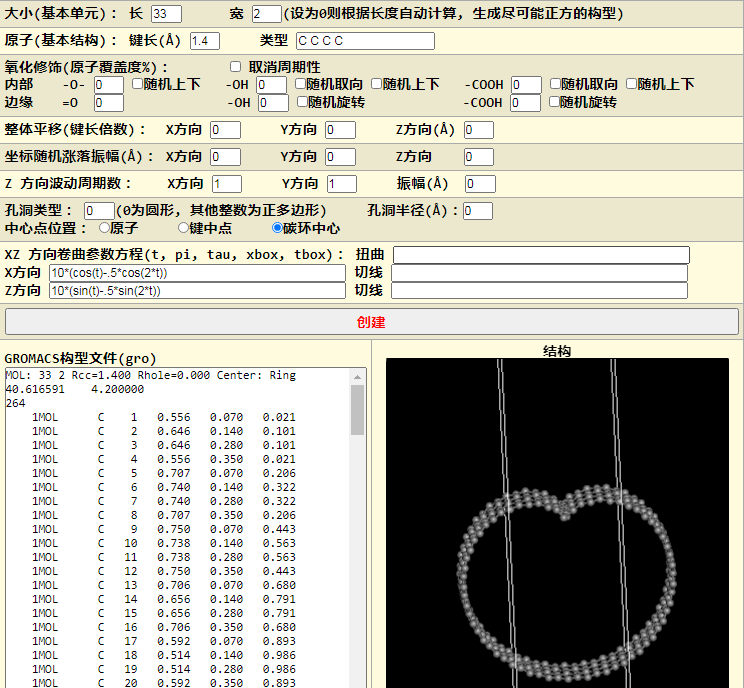 大小(基本单元): 长 33 宽 2 (设为0则根据长度自动计算, 生成尽可能正方的构型)
原子(基本结构): 键长(Å) 1.4 类型 C C C C
氧化修饰(原子覆盖度%): 取消周期性
内部 -O- 0 随机上下 -OH 0 随机取向 随机上下 -COOH 0 随机取向 随机上下
边缘 =O 0 -OH 0 随机旋转 -COOH 0 随机旋转
整体平移(键长倍数): X方向 0 Y方向 0 Z方向(Å) 0
坐标随机涨落振幅(Å): X方向 0 Y方向 0 Z方向 0
Z 方向波动周期数: X方向 1 Y方向 1 振幅(Å) 0
孔洞类型: 0 (0为圆形, 其他整数为正多边形) 孔洞半径(Å): 0
中心点位置: 原子 键中点 碳环中心
XZ 方向卷曲参数方程(t, pi, tau, xbox, tbox): 扭曲
X方向 10*(cos(t)-.5*cos(2*t)) 切线
Z方向 10*(sin(t)-.5*sin(2*t)) 切线
创建
GROMACS构型文件(gro)
MOL: 33 2 Rcc=1.400 Rhole=0.000 Center: Ring
40.616591 4.200000
264
1MOL C 1 0.556 0.070 0.021
1MOL C 2 0.646 0.140 0.101
1MOL C 3 0.646 0.280 0.101
1MOL C 4 0.556 0.350 0.021
1MOL C 5 0.707 0.070 0.206
1MOL C 6 0.740 0.140 0.322
1MOL C 7 0.740 0.280 0.322
1MOL C 8 0.707 0.350 0.206
1MOL C 9 0.750 0.070 0.443
1MOL C 10 0.738 0.140 0.563
1MOL C 11 0.738 0.280 0.563
1MOL C 12 0.750 0.350 0.443
1MOL C 13 0.706 0.070 0.680
1MOL C 14 0.656 0.140 0.791
1MOL C 15 0.656 0.280 0.791
1MOL C 16 0.706 0.350 0.680
1MOL C 17 0.592 0.070 0.893
1MOL C 18 0.514 0.140 0.986
1MOL C 19 0.514 0.280 0.986
1MOL C 20 0.592 0.350 0.893
结构